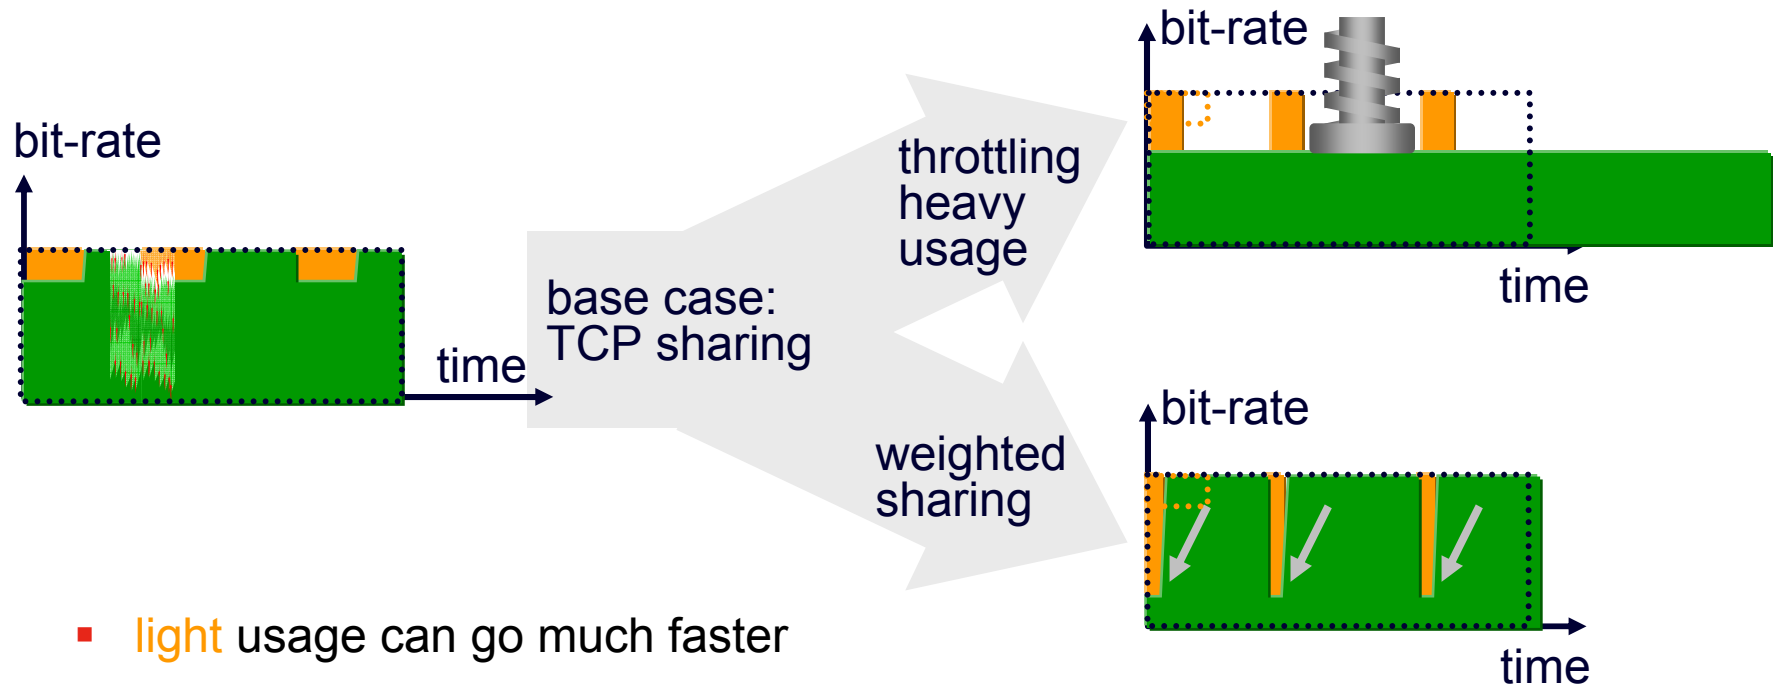 bit-rate
time
base case:
TCP sharing
throttling
heavy
usage
bit-rate
time
weighted
sharing
bit-rate
time
▪ light usage can go much faster